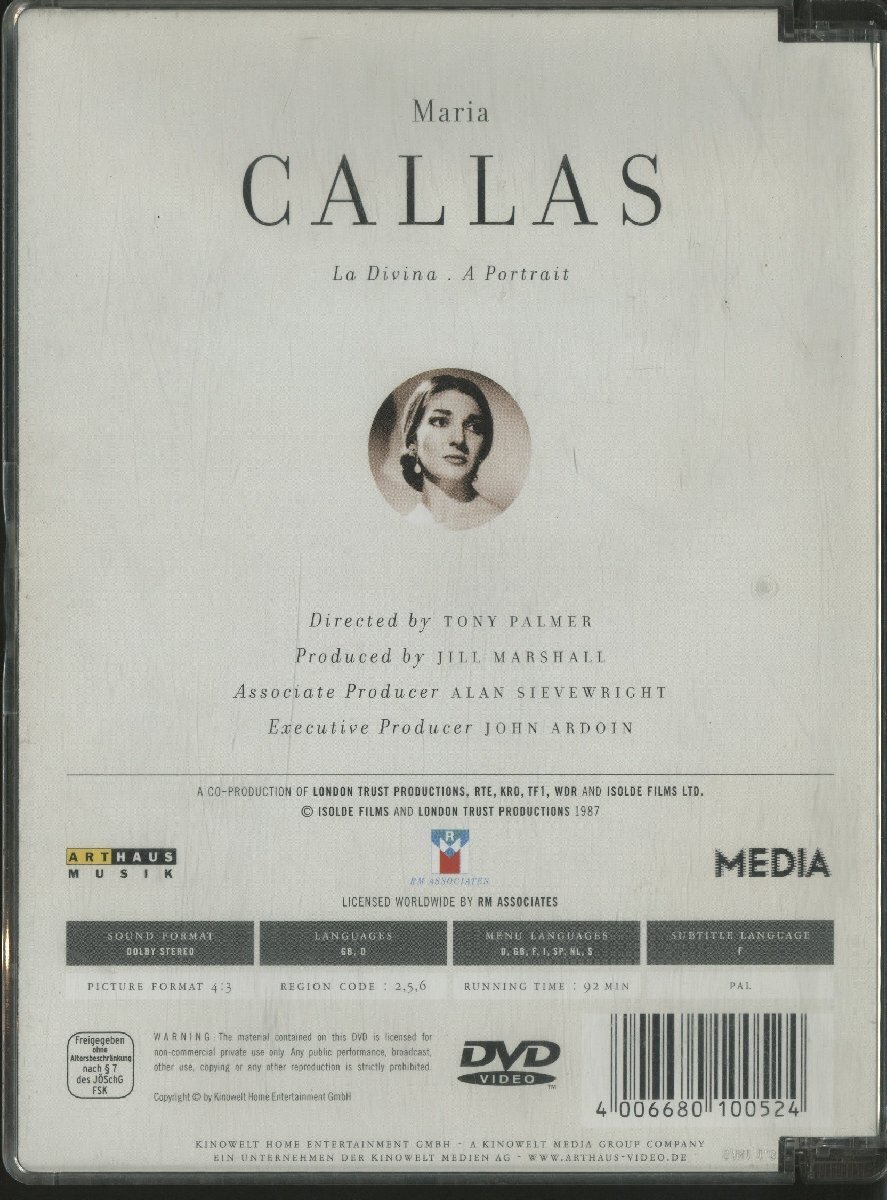 Maria
CALLAS
La Divina . A Portrait
Directed by TONY PALMER
Produced by JILL MARSHALL
Associate Producer ALAN SIEVEWRIGHT
Executive Producer JOHN ARDOIN
A CO-PRODUCTION OF LONDON TRUST PRODUCTIONS, RTE, KRO, TF1, WDR AND ISOLDE FILMS LTD.
© ISOLDE FILMS AND LONDON TRUST PRODUCTIONS 1987
ARTHAUS
MUSIK
RM
RM ASSOCIATES
MEDIA
LICENSED WORLDWIDE BY RM ASSOCIATES
SOUND FORMAT
DOLBY STEREO
LANGUAGES
GB, D
MENU LANGUAGES
D, GB, F, I, SP, NL, S
SUBTITLE LANGUAGE
F
PICTURE FORMAT 4:3
REGION CODE : 2,5,6
RUNNING TIME : 92 MIN
PAL
Freigegeben
ohne
Altersbeschränkung
nach § 7
des JÖSchG
FSK
WARNING: The material contained on this DVD is licensed for
non-commercial private use only. Any public performance, broadcast,
other use, copying or any other reproduction is strictly prohibited.
Copyright © by Kinowelt Home Entertainment GmbH
DVD
VIDEO
TM
4 006680 100524
KINOWELT HOME ENTERTAINMENT GMBH - A KINOWELT MEDIA GROUP COMPANY
EIN UNTERNEHMEN DER KINOWELT MEDIEN AG - WWW.ARTHAUS-VIDEO.DE